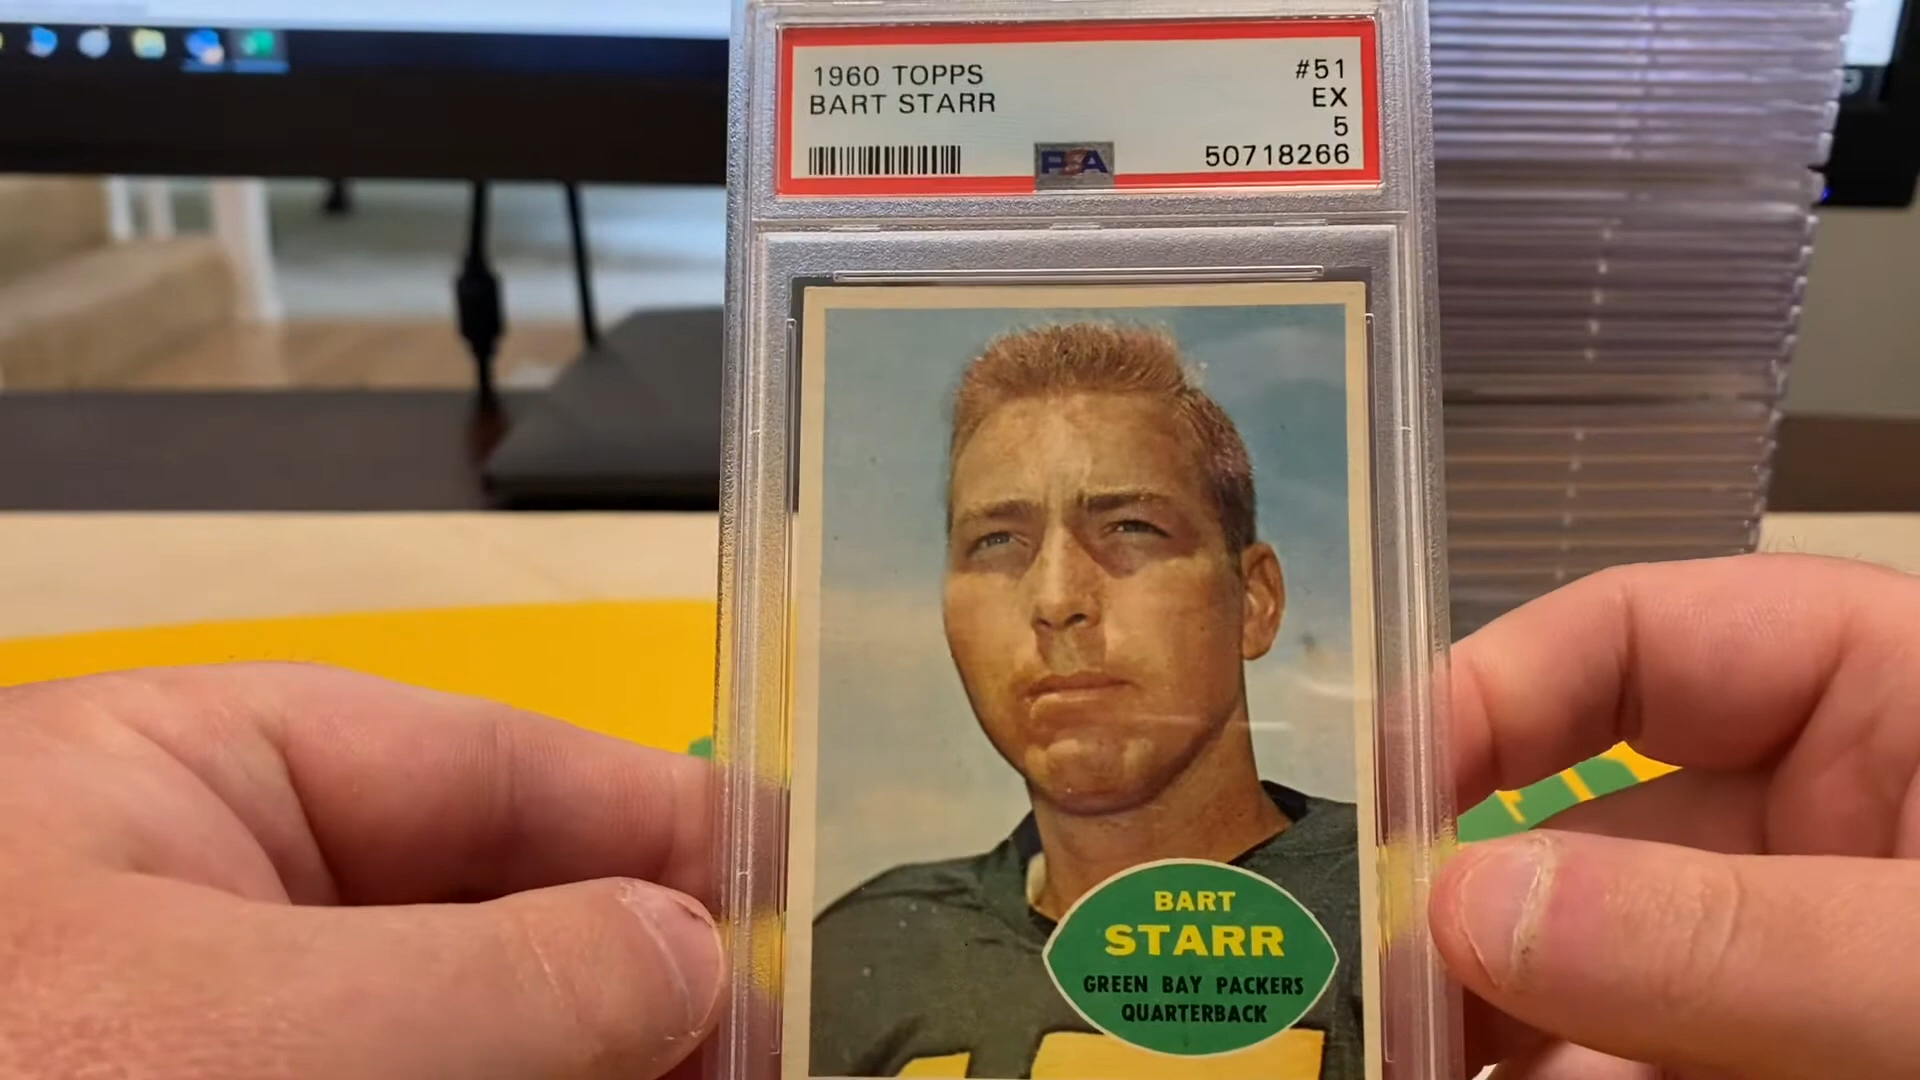 1960 TOPPS #51
BART STARR EX
5
PSA 50718266
BART
STARR
GREEN BAY PACKERS
QUARTERBACK